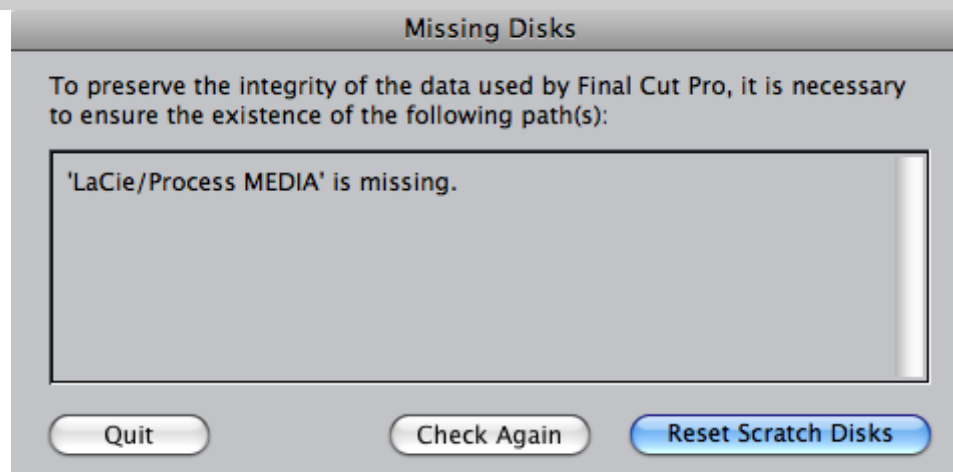 Missing Disks
To preserve the integrity of the data used by Final Cut Pro, it is necessary
to ensure the existence of the following path(s):
'LaCie/Process MEDIA' is missing.
Quit
Check Again
Reset Scratch Disks